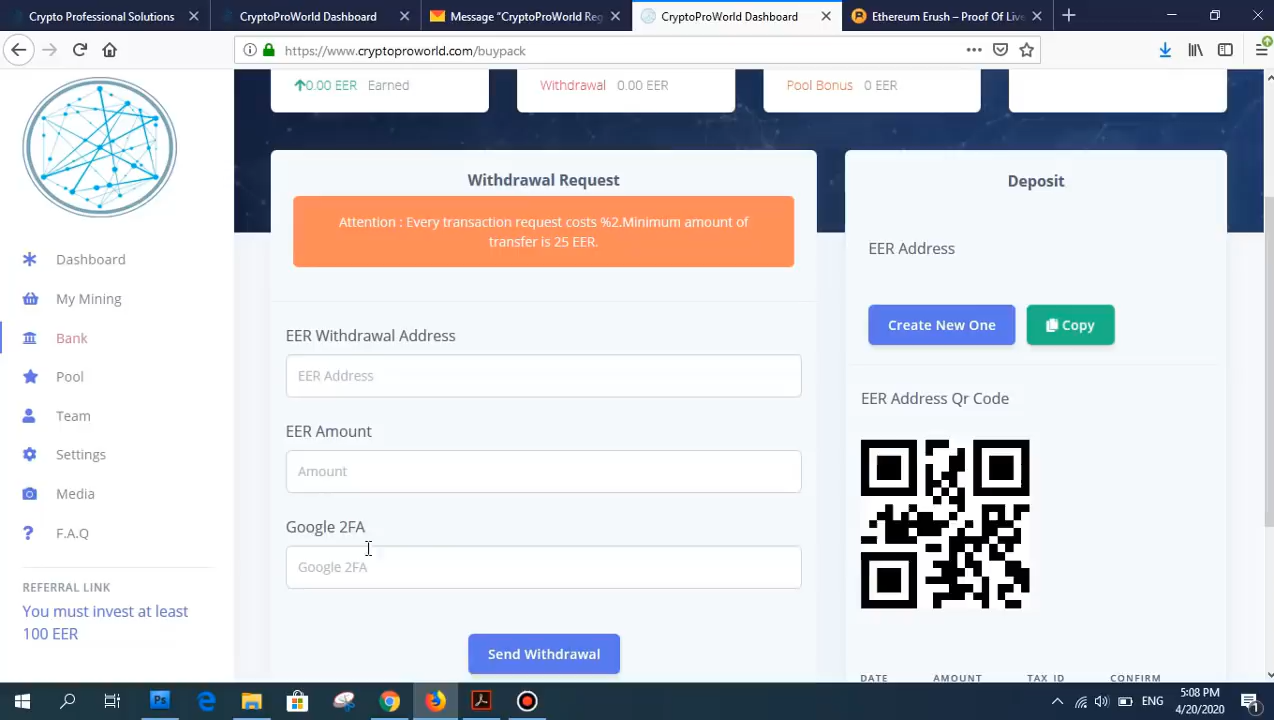 Crypto Professional Solutions
CryptoProWorld Dashboard
Message “CryptoProWorld Reg
CryptoProWorld Dashboard
Ethereum Erush – Proof Of Live
https://www.cryptoproworld.com/buypack
0.00 EER Earned
Withdrawal 0.00 EER
Pool Bonus 0 EER
Dashboard
My Mining
Bank
Pool
Team
Settings
Media
F.A.Q
REFERRAL LINK
You must invest at least
100 EER
Withdrawal Request
Attention : Every transaction request costs %2.Minimum amount of
transfer is 25 EER.
EER Withdrawal Address
EER Address
EER Amount
Amount
Google 2FA
Google 2FA
Send Withdrawal
Deposit
EER Address
Create New One
Copy
EER Address Qr Code
DATE AMOUNT TAX ID CONFIRM
Ps
ENG
5:08 PM
4/20/2020
1